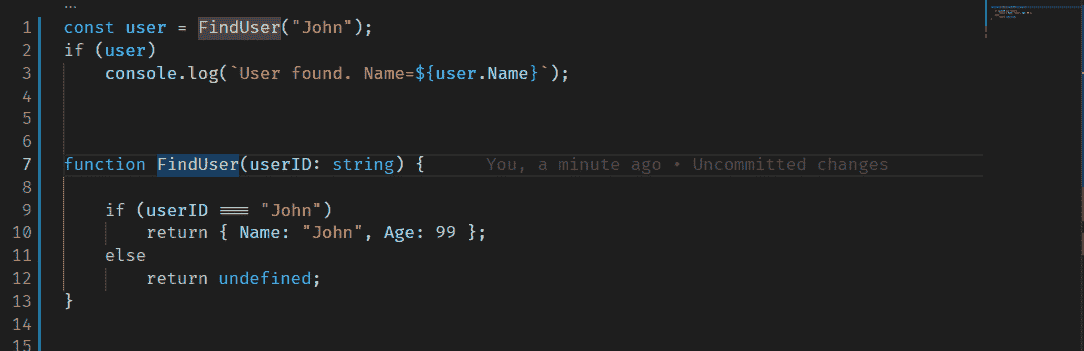 ...
1 const user = FindUser("John");
2 if (user)
3     console.log(`User found. Name=${user.Name}`);
4
5
6
7 function FindUser(userID: string) {      You, a minute ago • Uncommitted changes
8
9     if (userID === "John")
10         return { Name: "John", Age: 99 };
11     else
12         return undefined;
13 }
14
15